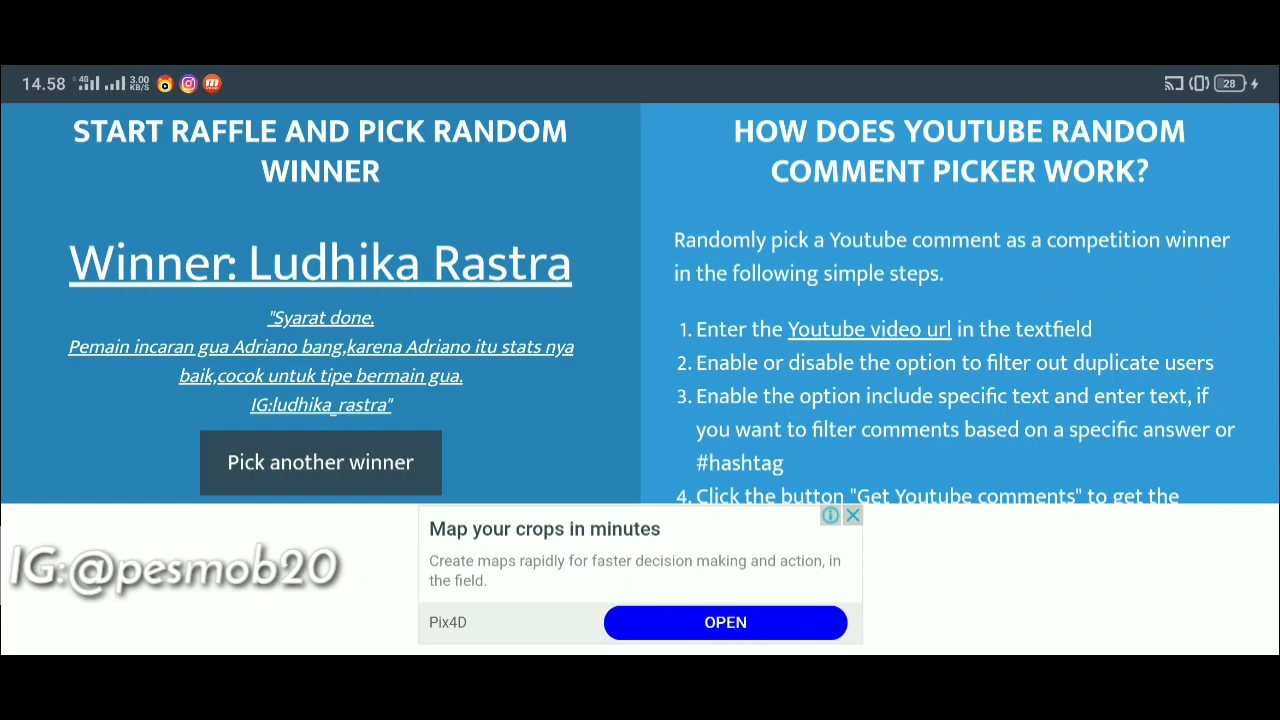 14.58
4G
3.00
KB/S
28
START RAFFLE AND PICK RANDOM
WINNER
Winner: Ludhika Rastra
"Syarat done.
Pemain incaran gua Adriano bang,karena Adriano itu stats nya
baik,cocok untuk tipe bermain gua.
IG:ludhika_rastra"
Pick another winner
HOW DOES YOUTUBE RANDOM
COMMENT PICKER WORK?
Randomly pick a Youtube comment as a competition winner
in the following simple steps.
1. Enter the Youtube video url in the textfield
2. Enable or disable the option to filter out duplicate users
3. Enable the option include specific text and enter text, if
you want to filter comments based on a specific answer or
#hashtag
4. Click the button "Get Youtube comments" to get the
IG:@pesmob20
Map your crops in minutes
Create maps rapidly for faster decision making and action, in
the field.
Pix4D
OPEN